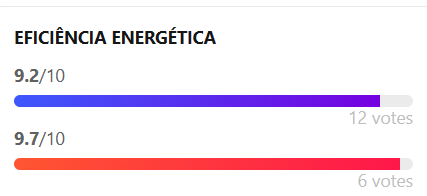 EFICIÊNCIA ENERGÉTICA
9.2/10
12 votes
9.7/10
6 votes